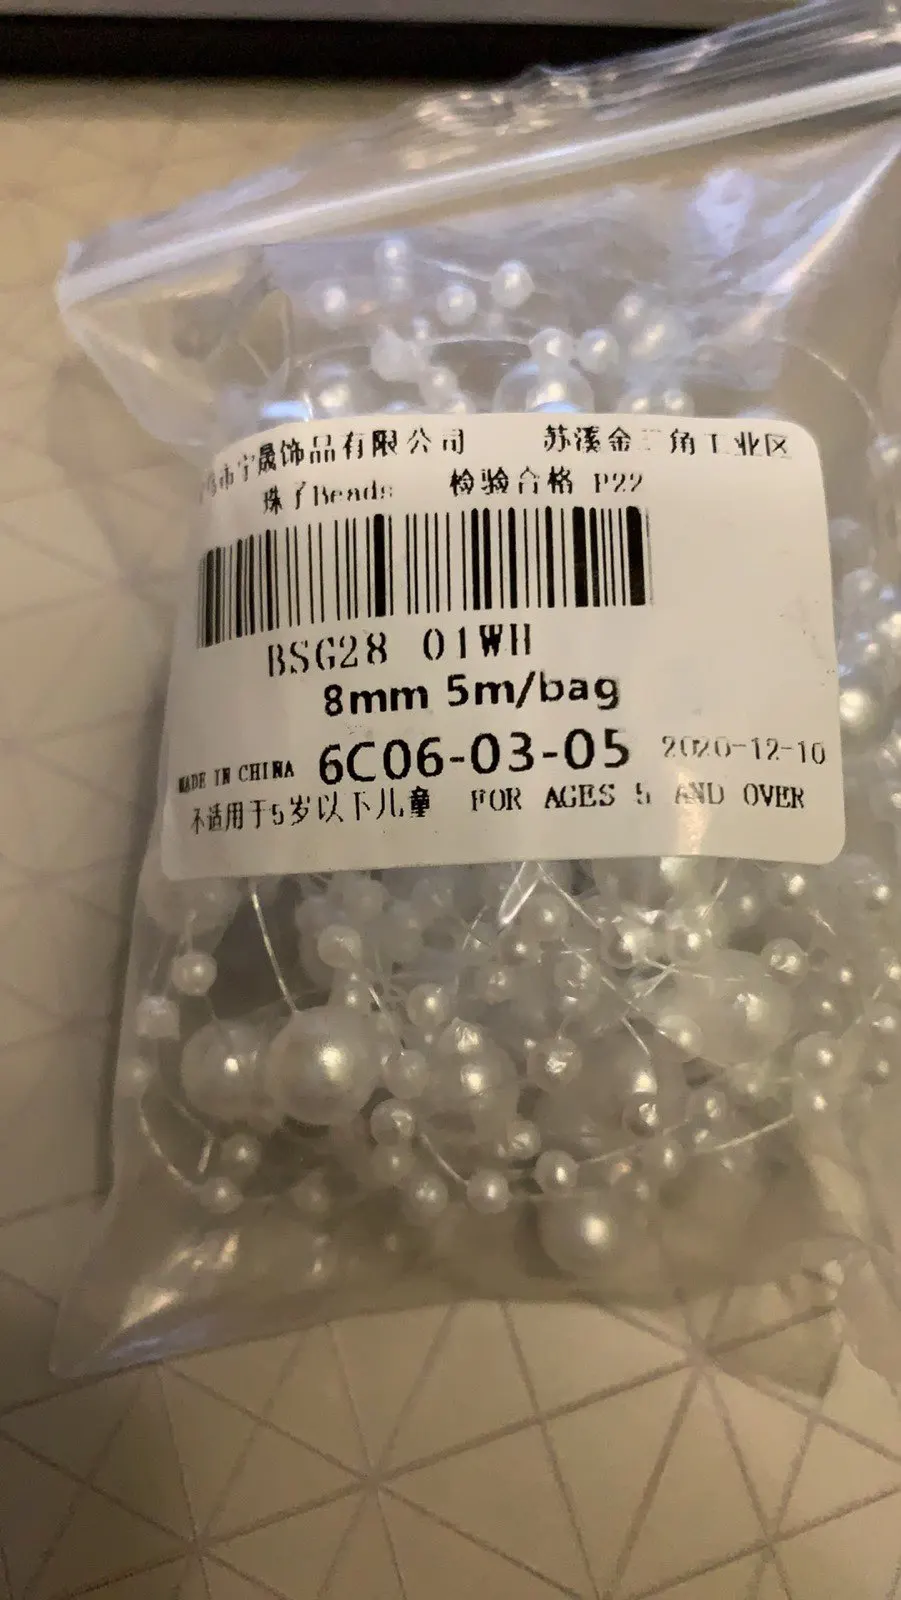 市宁晟饰品有限公司 苏溪金三角工业区
珠子Beads 检验合格 P22
BSG28 01WH
8mm 5m/bag
MADE IN CHINA 6C06-03-05 2020-12-10
不适用于5岁以下儿童 FOR AGES 5 AND OVER